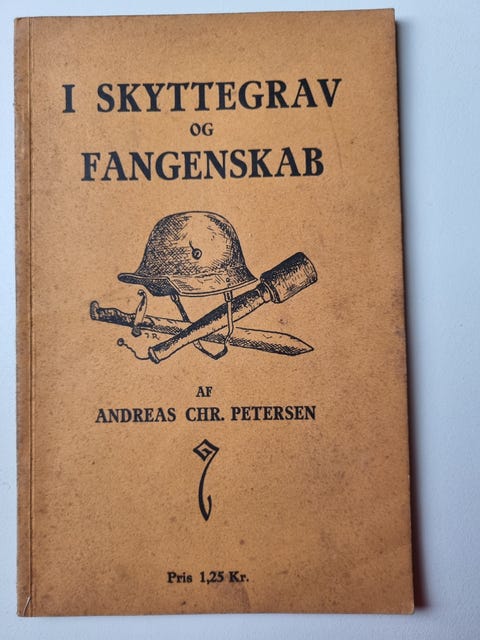 I SKYTTEGRAV
OG
FANGENSKAB
J.R.
AF
ANDREAS CHR. PETERSEN
Pris 1,25 Kr.